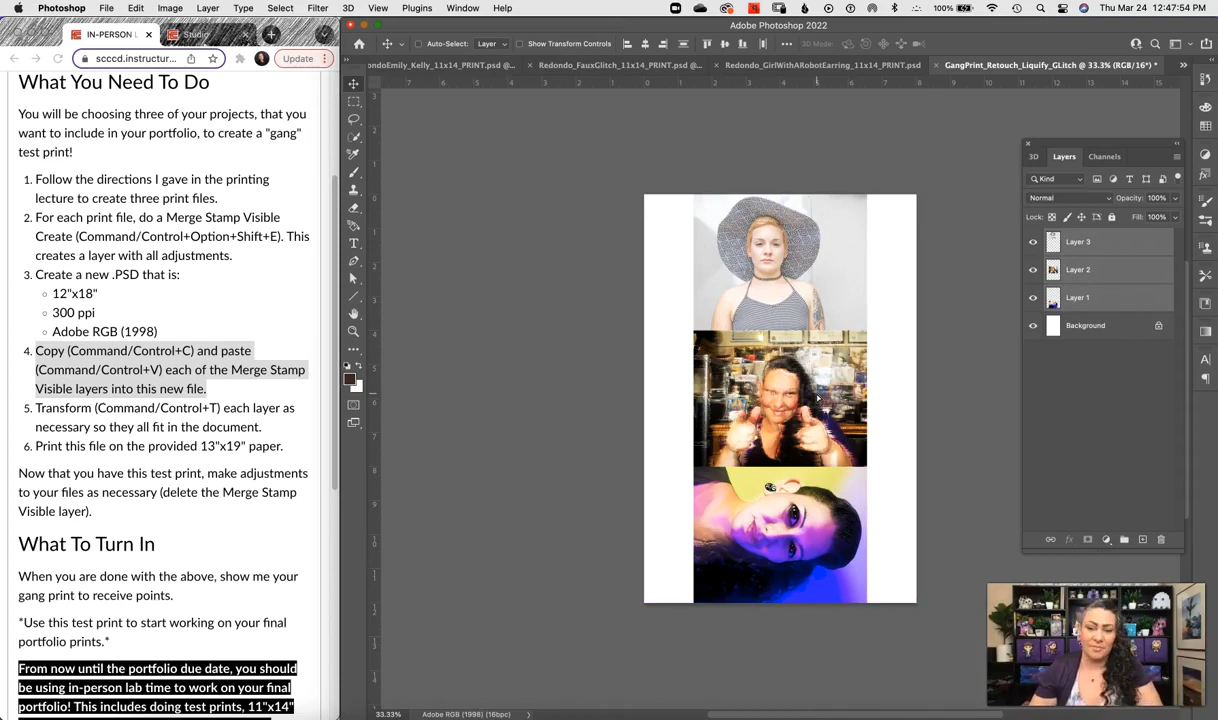 Photoshop File Edit Image Layer Type Select Filter 3D View Plugins Window Help
100% Thu Mar 24 12:47:54 PM
IN-PERSON L
Studio
scccd.instructur
Update
What You Need To Do
You will be choosing three of your projects, that you
want to include in your portfolio, to create a "gang"
test print!
1. Follow the directions I gave in the printing
lecture to create three print files.
2. For each print file, do a Merge Stamp Visible
Create (Command/Control+Option+Shift+E). This
creates a layer with all adjustments.
3. Create a new .PSD that is:
12"x18"
300 ppi
Adobe RGB (1998)
4. Copy (Command/Control+C) and paste
(Command/Control+V) each of the Merge Stamp
Visible layers into this new file.
5. Transform (Command/Control+T) each layer as
necessary so they all fit in the document.
6. Print this file on the provided 13"x19" paper.
Now that you have this test print, make adjustments
to your files as necessary (delete the Merge Stamp
Visible layer).
What To Turn In
When you are done with the above, show me your
gang print to receive points.
*Use this test print to start working on your final
portfolio prints.*
From now until the portfolio due date, you should
be using in-person lab time to work on your final
portfolio! This includes doing test prints, 11"x14"
Adobe Photoshop 2022
Auto-Select: Layer Show Transform Controls 3D Mode:
ondoEmily_Kelly_11x14_PRINT.psd @... Redondo_FauxGlitch_11x14_PRINT.psd @... Redondo_GirlWithARobotEarring_11x14_PRINT.psd GangPrint_Retouch_Liquify_GLitch @ 33.3% (RGB/16*) *
3D Layers Channels
Kind
Normal Opacity: 100%
Lock: Fill: 100%
Layer 3
Layer 2
Layer 1
Background
33.33% Adobe RGB (1998) (16bpc)